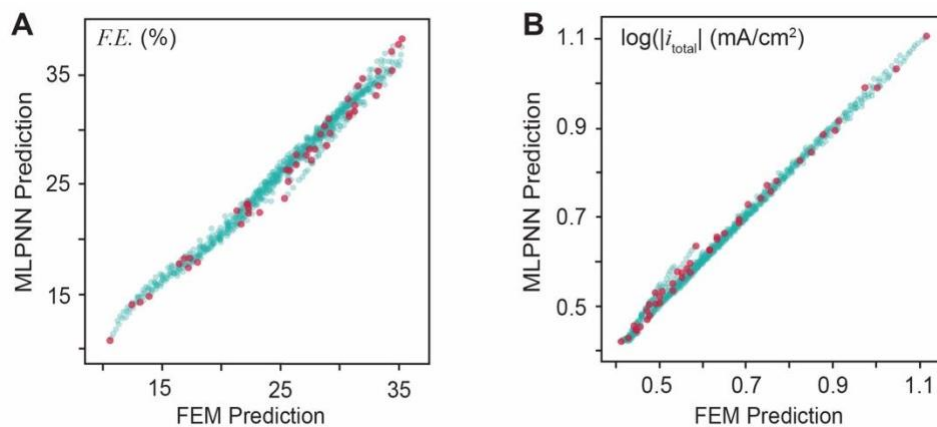 A
F.E. (%)
35
25
15
MLPNN Prediction
15 25 35
FEM Prediction
B
log(|i_total| (mA/cm²)
1.1
0.9
0.7
0.5
MLPNN Prediction
0.5 0.7 0.9 1.1
FEM Prediction